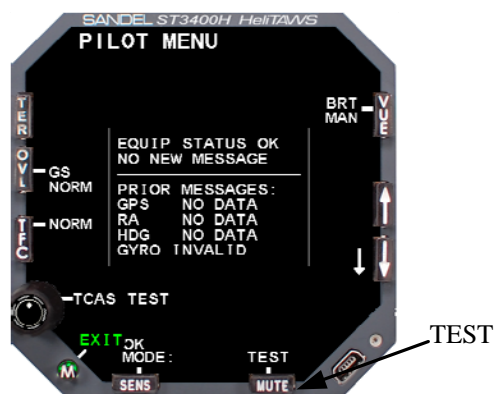 SANDEL ST3400H HeliTAWS
PILOT MENU
TER
BRT
MAN
VUE
EQUIP STATUS OK
NO NEW MESSAGE
OVL
GS
NORM
PRIOR MESSAGES:
GPS NO DATA
RA NO DATA
HDG NO DATA
GYRO INVALID
TFC
NORM
TCAS TEST
EXIT
OK
MODE:
TEST
TEST
M
SENS
MUTE